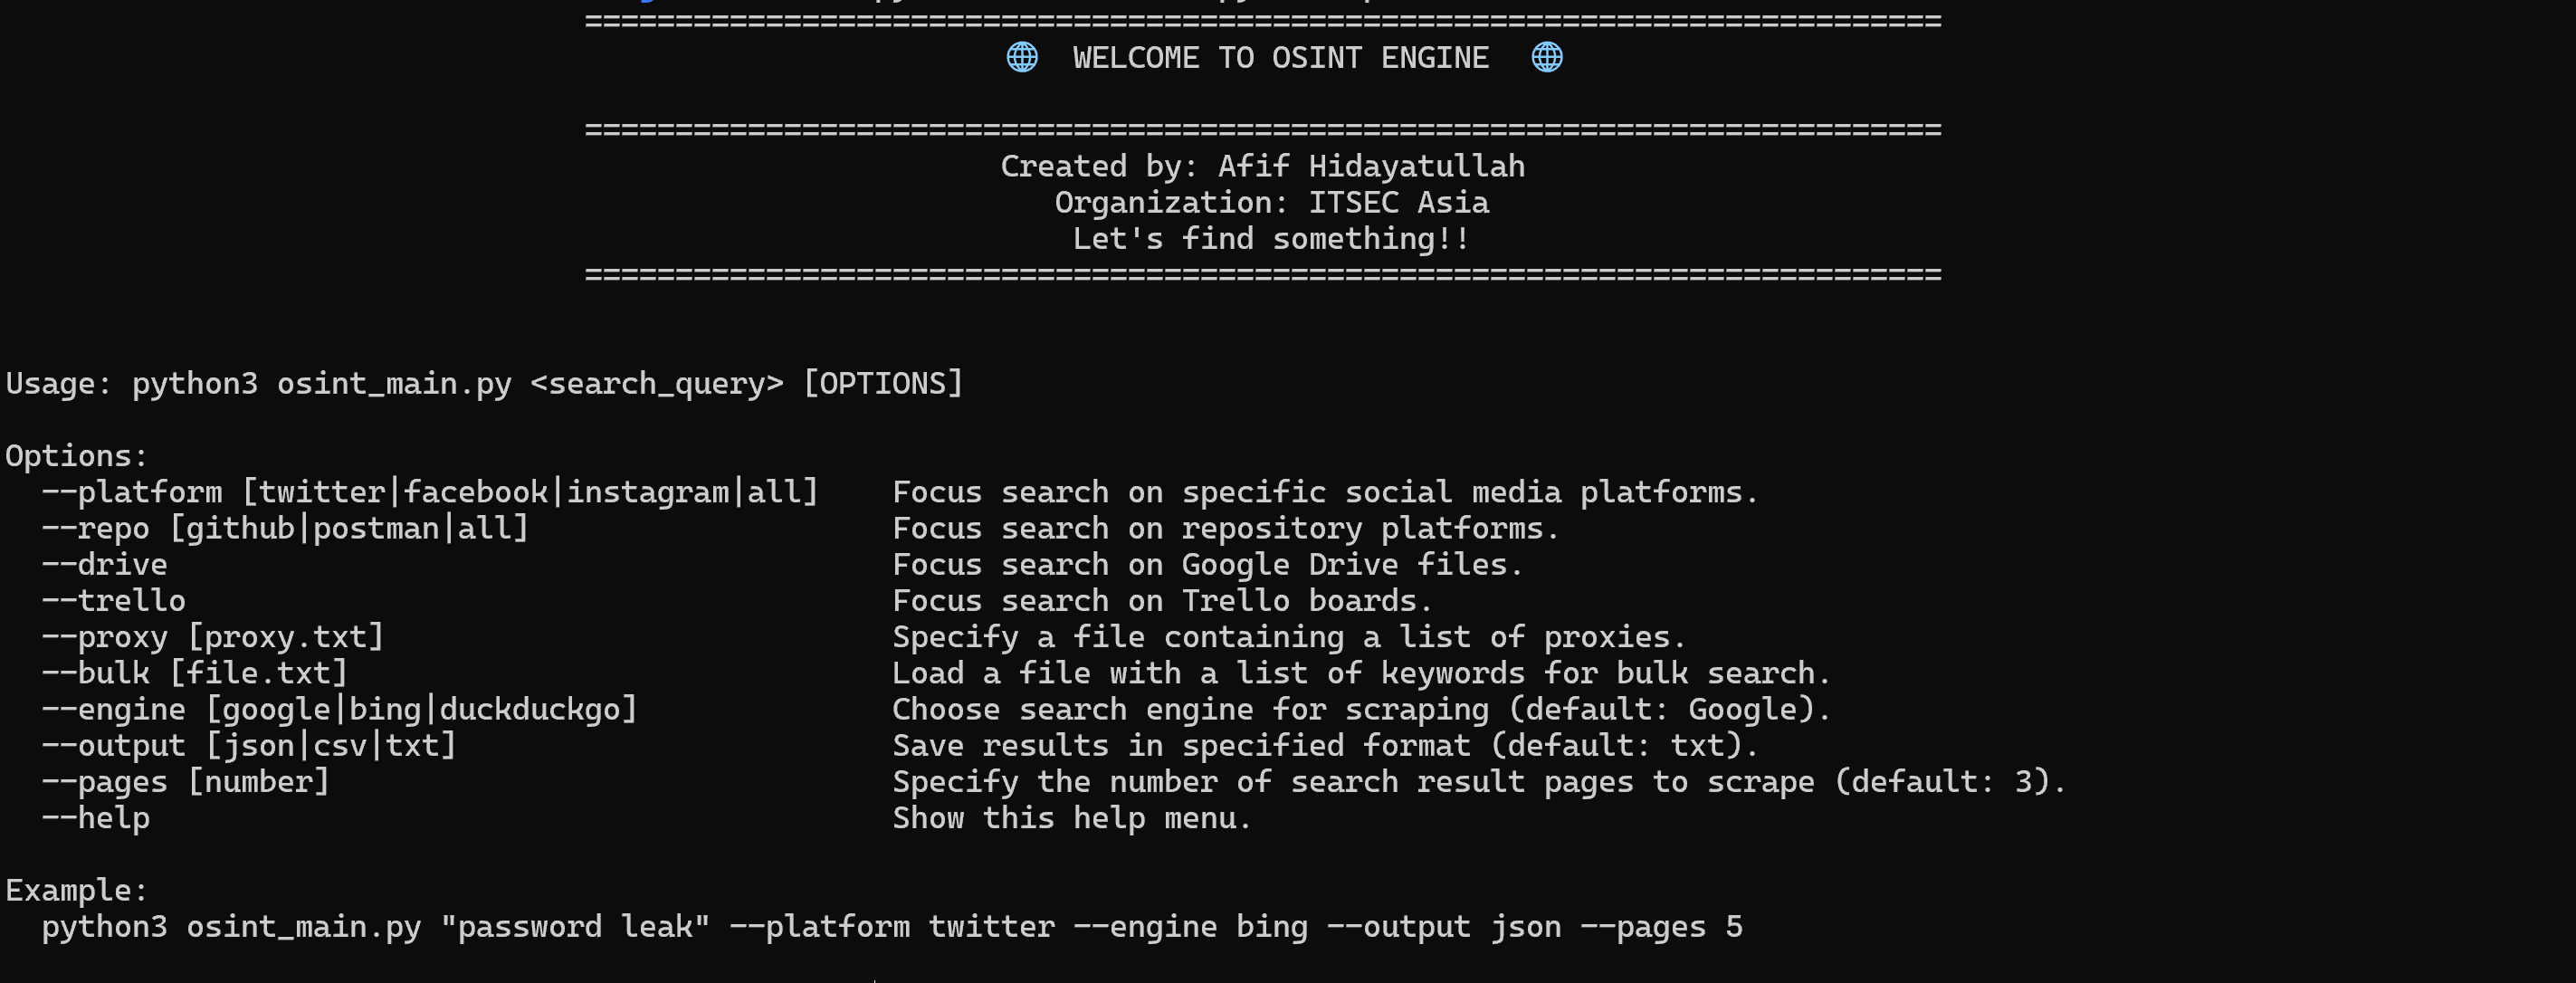 ======================================================================
🌐 WELCOME TO OSINT ENGINE 🌐
======================================================================
Created by: Afif Hidayatullah
Organization: ITSEC Asia
Let's find something!!
======================================================================
Usage: python3 osint_main.py <search_query> [OPTIONS]
Options:
--platform [twitter|facebook|instagram|all] Focus search on specific social media platforms.
--repo [github|postman|all] Focus search on repository platforms.
--drive Focus search on Google Drive files.
--trello Focus search on Trello boards.
--proxy [proxy.txt] Specify a file containing a list of proxies.
--bulk [file.txt] Load a file with a list of keywords for bulk search.
--engine [google|bing|duckduckgo] Choose search engine for scraping (default: Google).
--output [json|csv|txt] Save results in specified format (default: txt).
--pages [number] Specify the number of search result pages to scrape (default: 3).
--help Show this help menu.
Example:
python3 osint_main.py "password leak" --platform twitter --engine bing --output json --pages 5